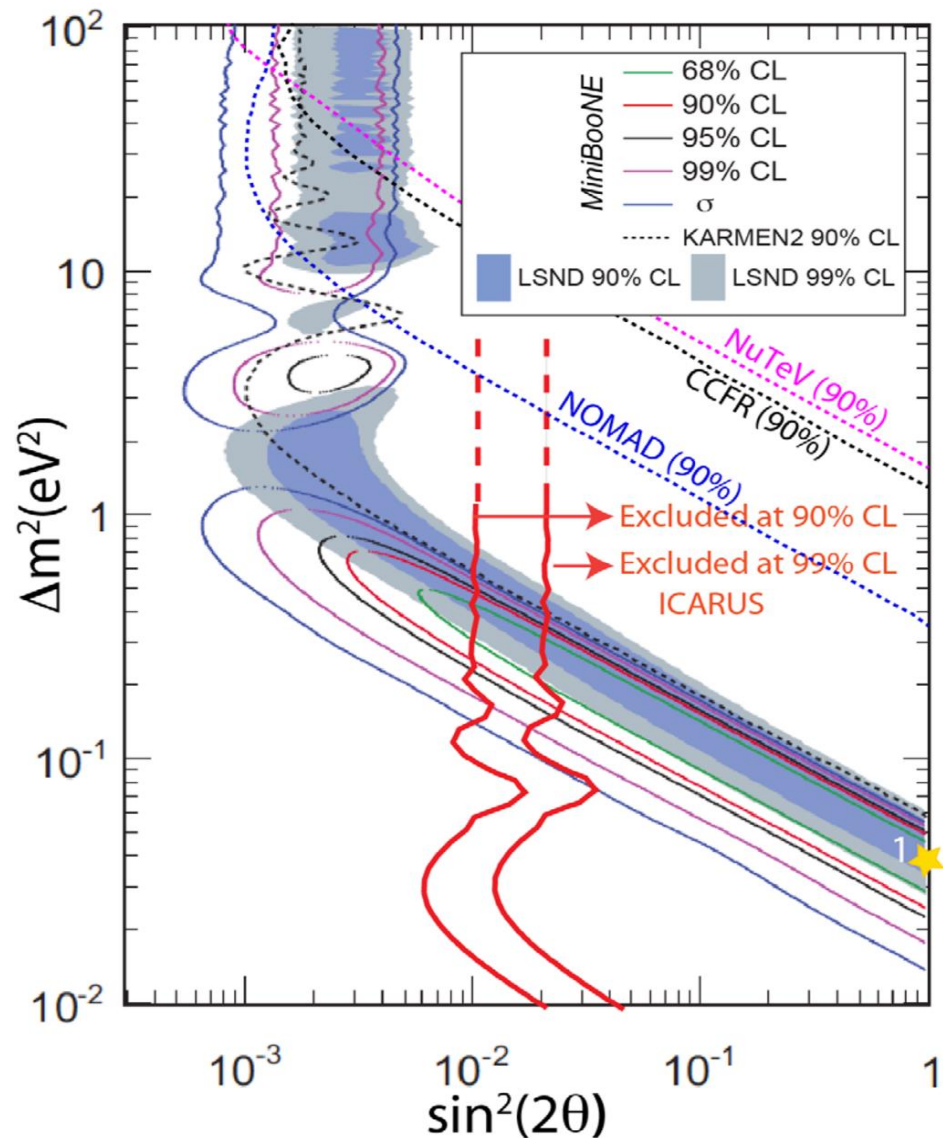 10²
10
1
10⁻¹
10⁻²
Δm²(eV²)
MiniBooNE
68% CL
90% CL
95% CL
99% CL
σ
KARMEN2 90% CL
LSND 90% CL LSND 99% CL
NuTeV (90%)
CCFR (90%)
NOMAD (90%)
Excluded at 90% CL
Excluded at 99% CL
ICARUS
1
10⁻³ 10⁻² 10⁻¹ 1
sin²(2θ)